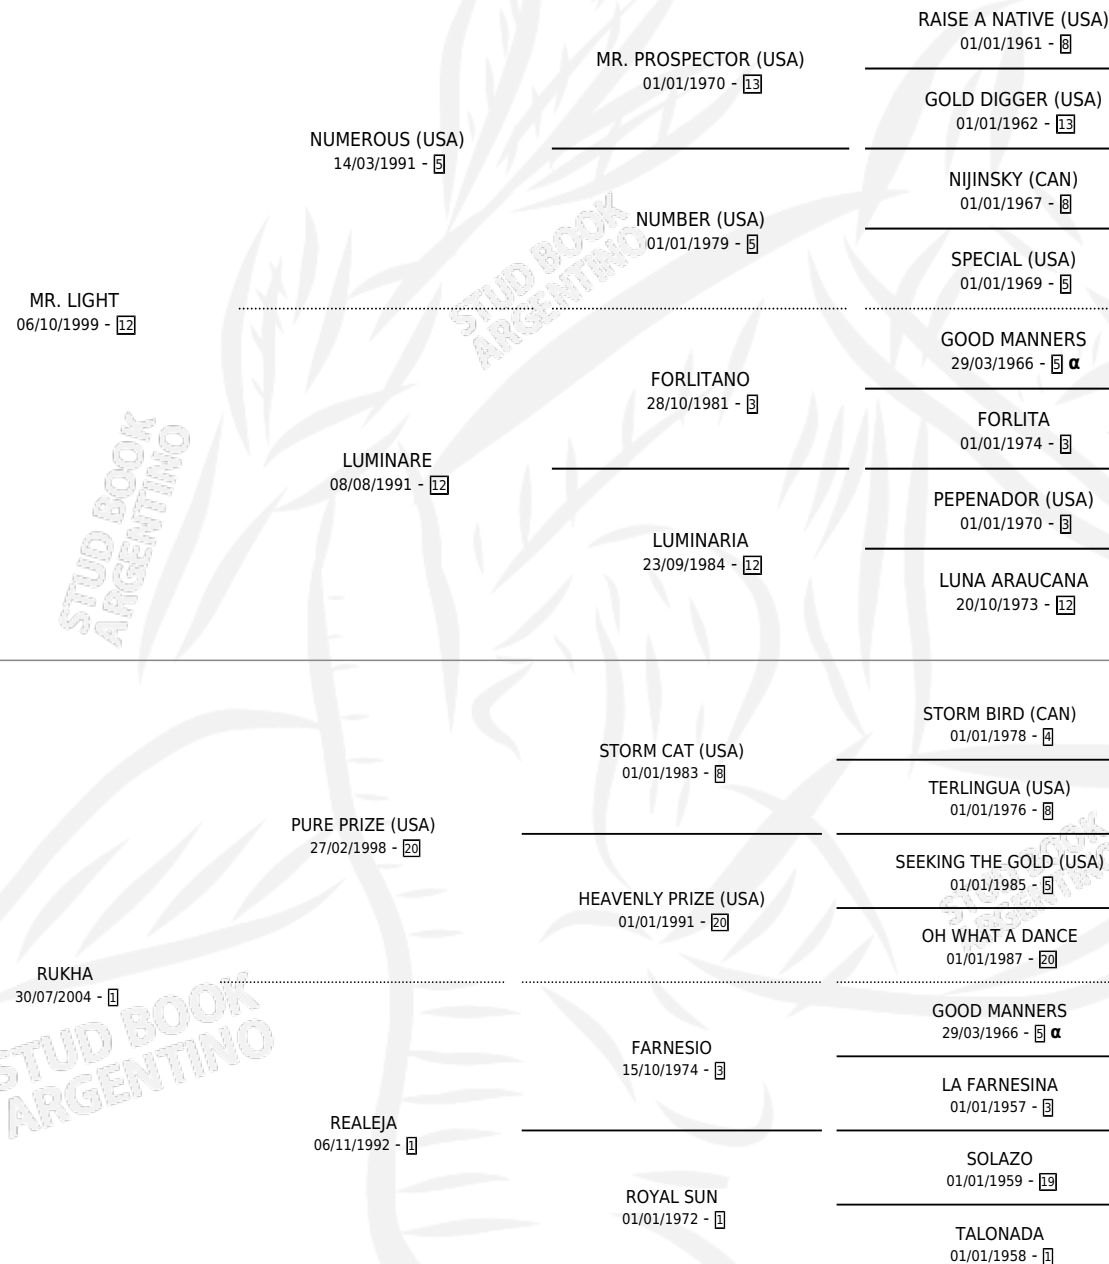 MR. LIGHT
06/10/1999 - 12
NUMEROUS (USA)
14/03/1991 - 5
MR. PROSPECTOR (USA)
01/01/1970 - 13
RAISE A NATIVE (USA)
01/01/1961 - 8
GOLD DIGGER (USA)
01/01/1962 - 13
NUMBER (USA)
01/01/1979 - 5
NIJINSKY (CAN)
01/01/1967 - 8
SPECIAL (USA)
01/01/1969 - 5
LUMINARE
08/08/1991 - 12
FORLITANO
28/10/1981 - 3
GOOD MANNERS
29/03/1966 - 5 α
FORLITA
01/01/1974 - 3
LUMINARIA
23/09/1984 - 12
PEPENADOR (USA)
01/01/1970 - 3
LUNA ARAUCANA
20/10/1973 - 12
RUKHA
30/07/2004 - 1
PURE PRIZE (USA)
27/02/1998 - 20
STORM CAT (USA)
01/01/1983 - 8
STORM BIRD (CAN)
01/01/1978 - 4
TERLINGUA (USA)
01/01/1976 - 8
HEAVENLY PRIZE (USA)
01/01/1991 - 20
SEEKING THE GOLD (USA)
01/01/1985 - 5
OH WHAT A DANCE
01/01/1987 - 20
REALEJA
06/11/1992 - 1
FARNESIO
15/10/1974 - 3
GOOD MANNERS
29/03/1966 - 5 α
LA FARNESINA
01/01/1957 - 3
ROYAL SUN
01/01/1972 - 1
SOLAZO
01/01/1959 - 19
TALONADA
01/01/1958 - 1
STUD BOOK
ARGENTINO
STUD BOOK
ARGENTINO
STUD BOOK
ARGENTINO
STUD BOOK
ARGENTINO